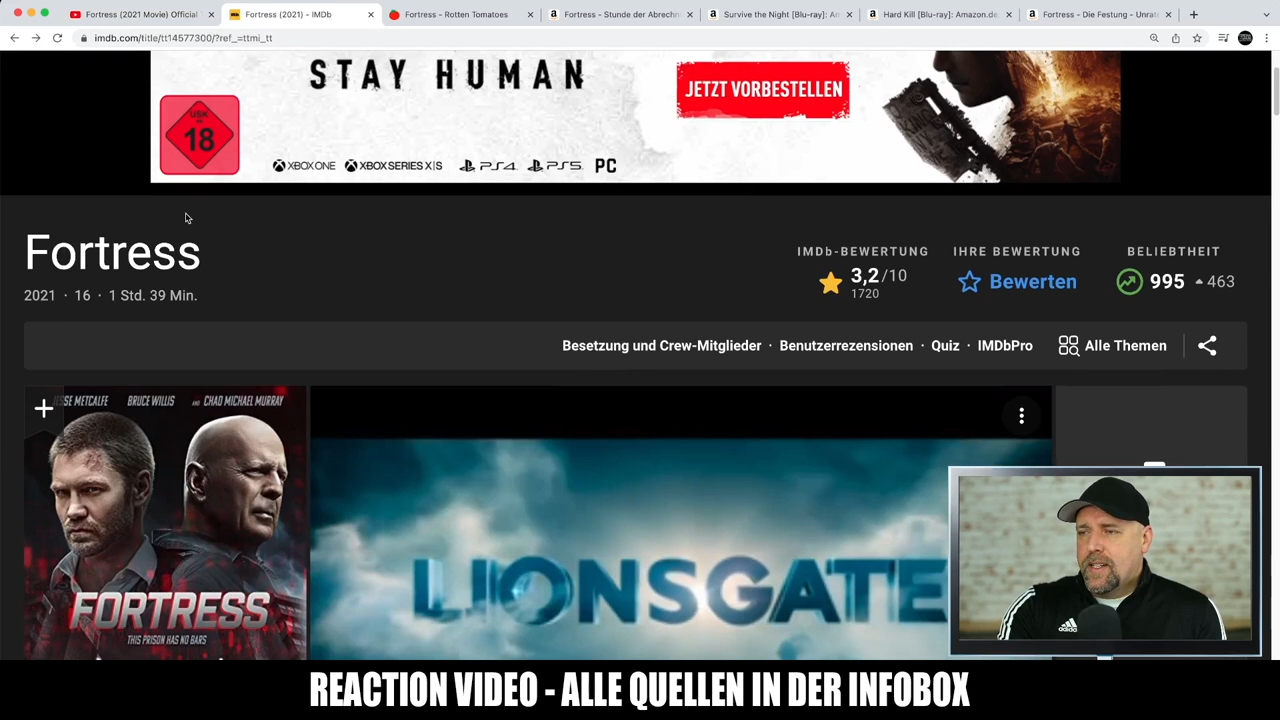 Fortress (2021 Movie) Official
Fortress (2021) - IMDb
Fortress - Rotten Tomatoes
Fortress - Stunde der Abrechn
Survive the Night [Blu-ray]: Am
Hard Kill [Blu-ray]: Amazon.de
Fortress - Die Festung - Unrat
imdb.com/title/tt14577300/?ref_=ttmi_tt
STAY HUMAN
JETZT VORBESTELLEN
USK
18
XBOX ONE XBOX SERIES X|S PS4 PS5 PC
Fortress
2021 · 16 · 1 Std. 39 Min.
IMDb-BEWERTUNG
3,2/10
1720
IHRE BEWERTUNG
Bewerten
BELIEBTHEIT
995 463
Besetzung und Crew-Mitglieder · Benutzerrezensionen · Quiz · IMDbPro
Alle Themen
JESSE METCALFE BRUCE WILLIS AND CHAD MICHAEL MURRAY
FORTRESS
THIS PRISON HAS NO BARS
LIONSGATE
adidas
REACTION VIDEO - ALLE QUELLEN IN DER INFOBOX